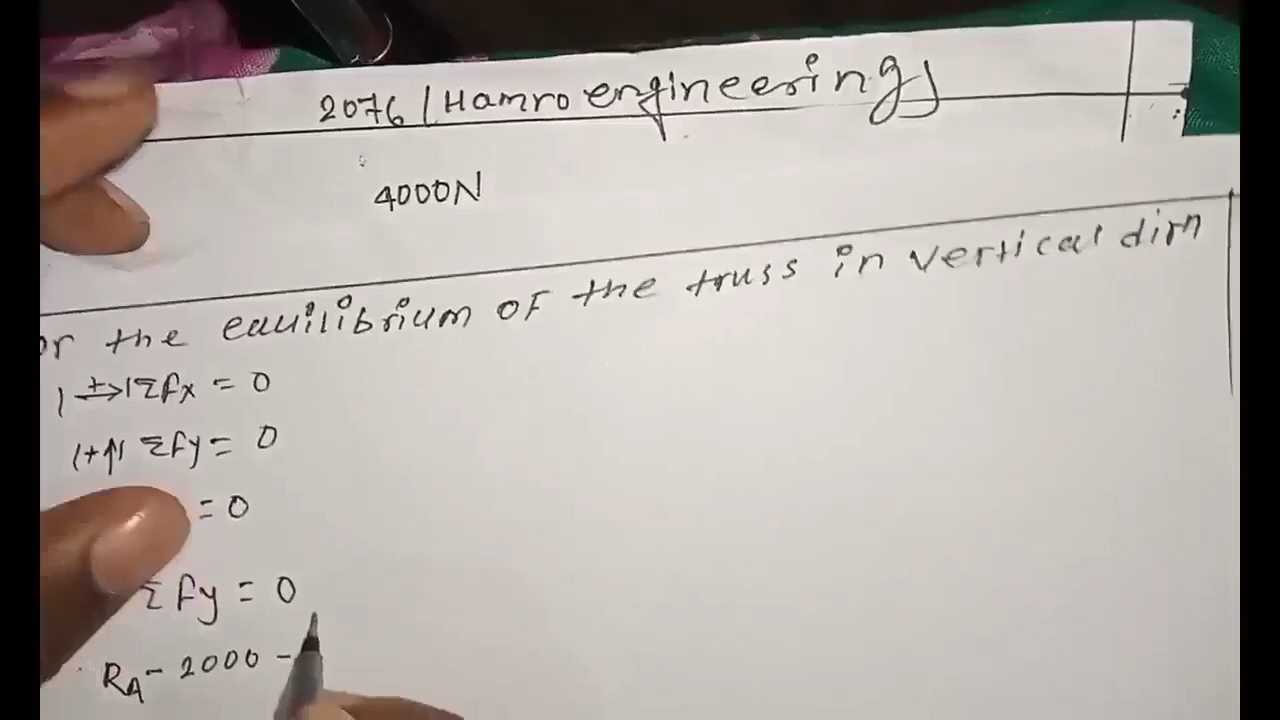 2076 (Hamro engineering)
4000N
or the equilibrium of the truss in vertical dirn
| +→ | Σfx = 0
(+↑) Σfy = 0
= 0
Σfy = 0
RA - 2000 -